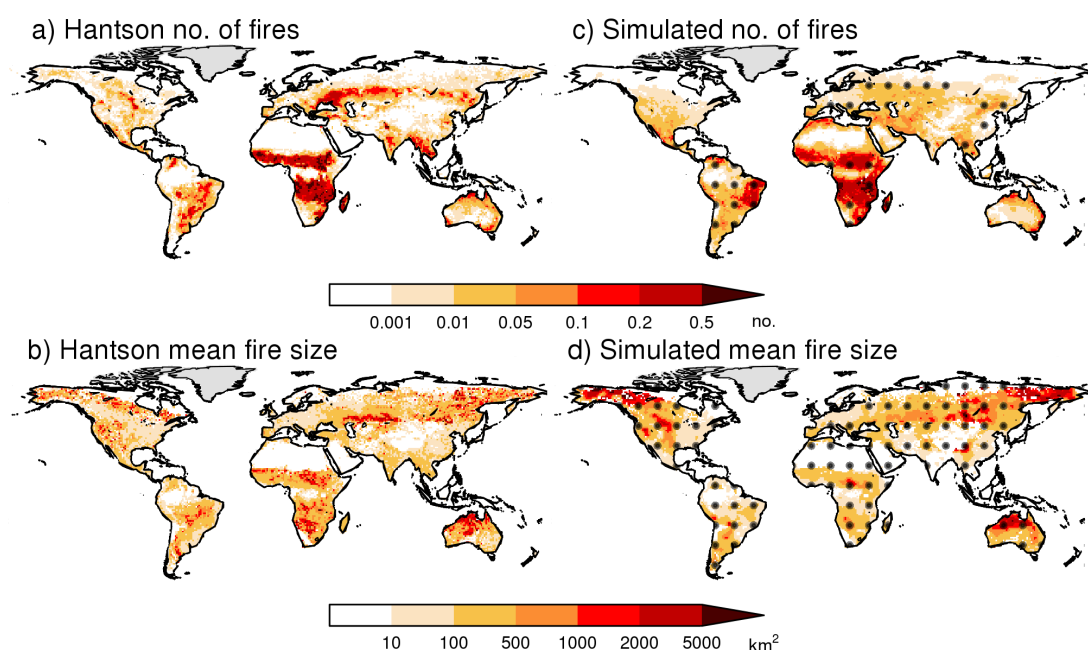 a) Hantson no. of fires
c) Simulated no. of fires
0.001 0.01 0.05 0.1 0.2 0.5 no.
b) Hantson mean fire size
d) Simulated mean fire size
10 100 500 1000 2000 5000 km²